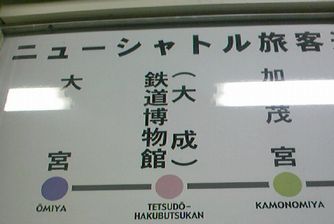 ニューシャトル旅客
大宮
鉄道博物館
(大成)
加茂宮
ŌMIYA
TETSUDŌ-
HAKUBUTSUKAN
KAMONOMIYA